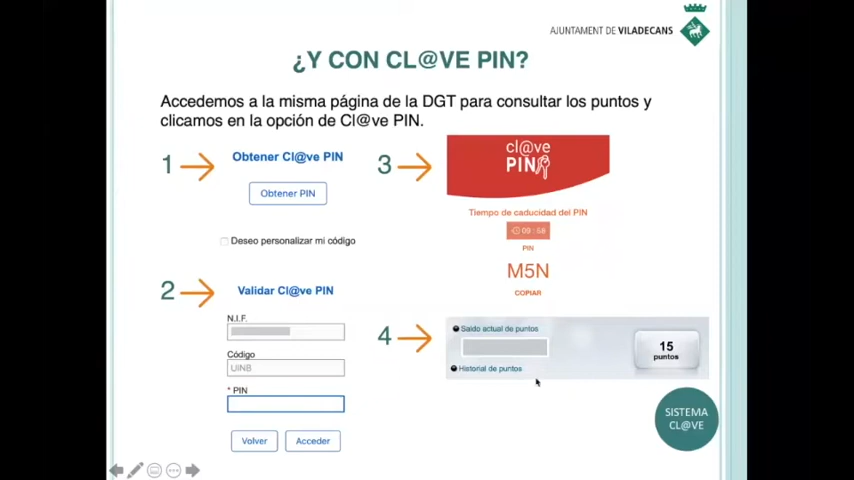 AJUNTAMENT DE VILADECANS
¿Y CON CL@VE PIN?
Accedemos a la misma página de la DGT para consultar los puntos y
clicamos en la opción de Cl@ve PIN.
1
Obtener Cl@ve PIN
Obtener PIN
Deseo personalizar mi código
2
Validar Cl@ve PIN
N.I.F.
Código
UIN8
* PIN
Volver
Acceder
3
cl@ve
PIN
Tiempo de caducidad del PIN
09 : 58
PIN
M5N
COPIAR
4
Saldo actual de puntos
Historial de puntos
15
puntos
SISTEMA
CL@VE